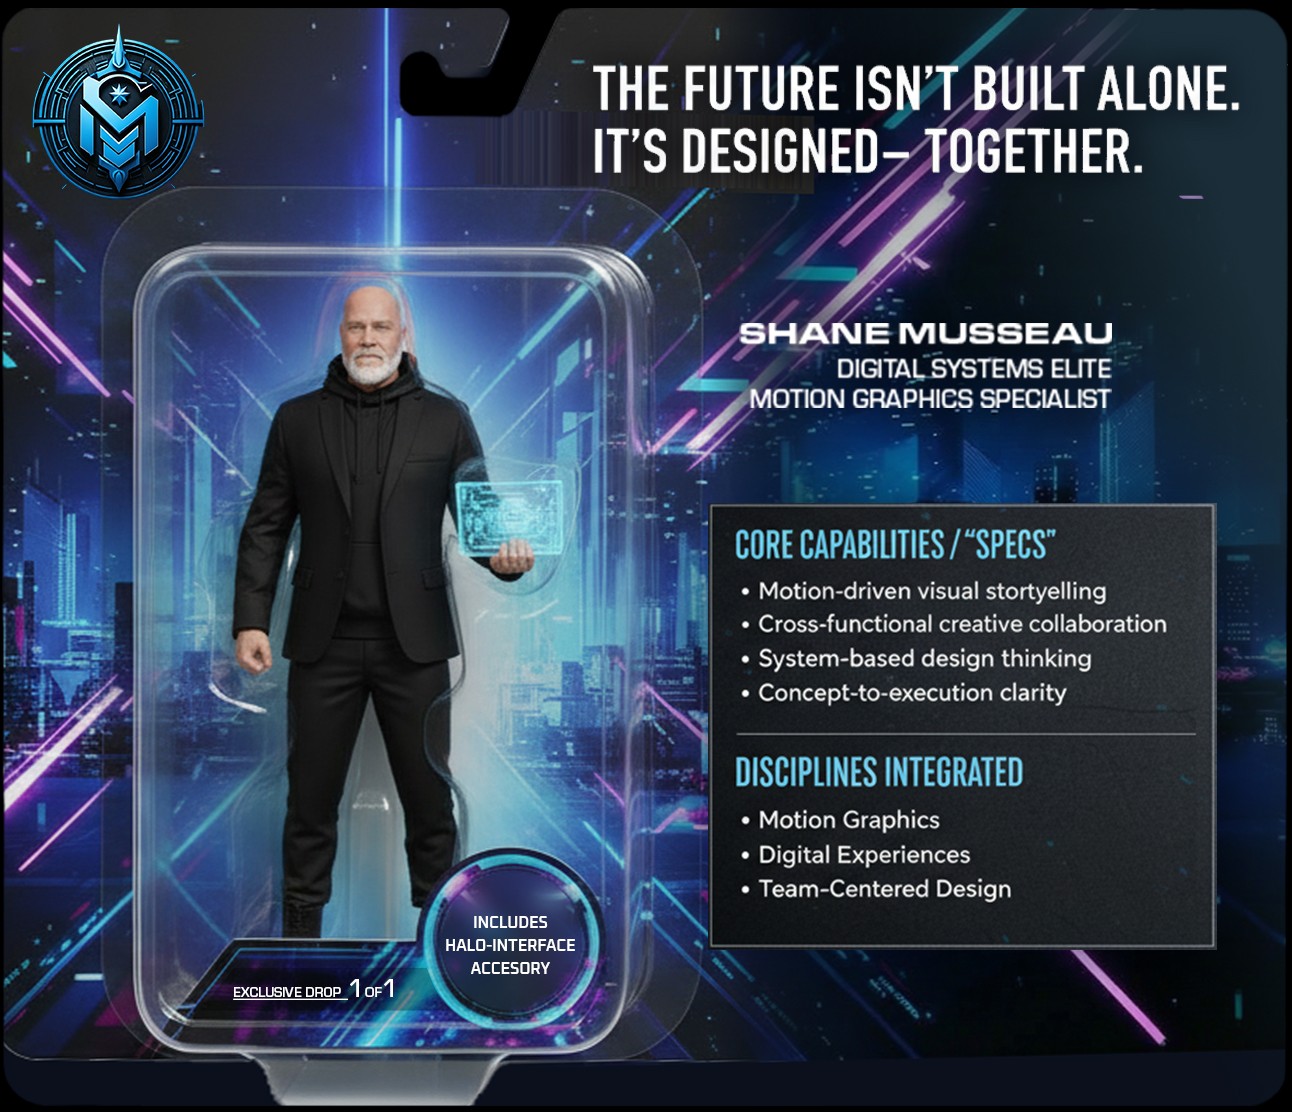 THE FUTURE ISN'T BUILT ALONE.
IT'S DESIGNED– TOGETHER.
SHANE MUSSEAU
DIGITAL SYSTEMS ELITE
MOTION GRAPHICS SPECIALIST
CORE CAPABILITIES / "SPECS"
• Motion-driven visual stortyelling
• Cross-functional creative collaboration
• System-based design thinking
• Concept-to-execution clarity
DISCIPLINES INTEGRATED
• Motion Graphics
• Digital Experiences
• Team-Centered Design
INCLUDES
HALO-INTERFACE
ACCESORY
EXCLUSIVE DROP 1 OF 1